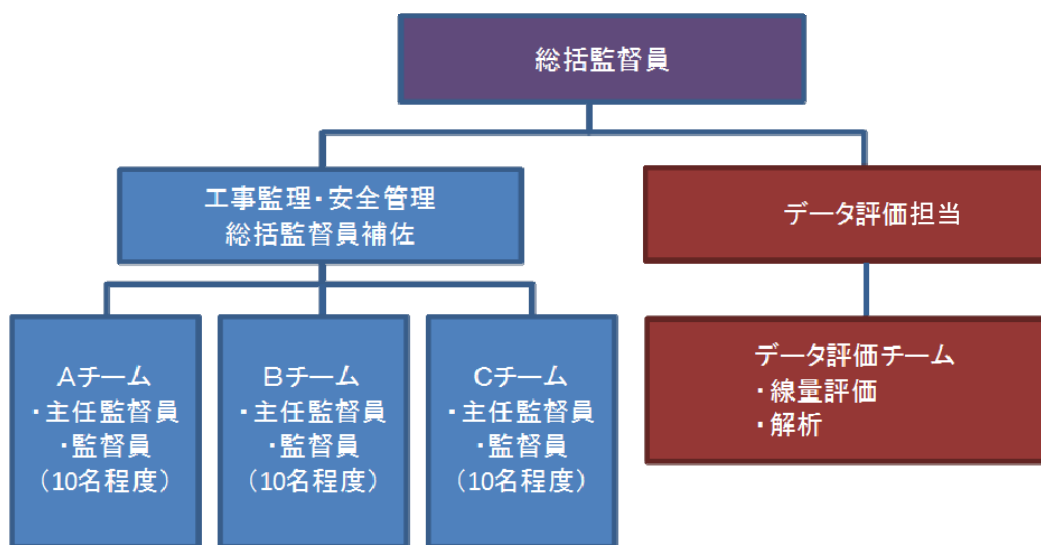 総括監督員
工事監理・安全管理
総括監督員補佐
データ評価担当
Aチーム
・主任監督員
・監督員
（10名程度）
Bチーム
・主任監督員
・監督員
（10名程度）
Cチーム
・主任監督員
・監督員
（10名程度）
データ評価チーム
・線量評価
・解析